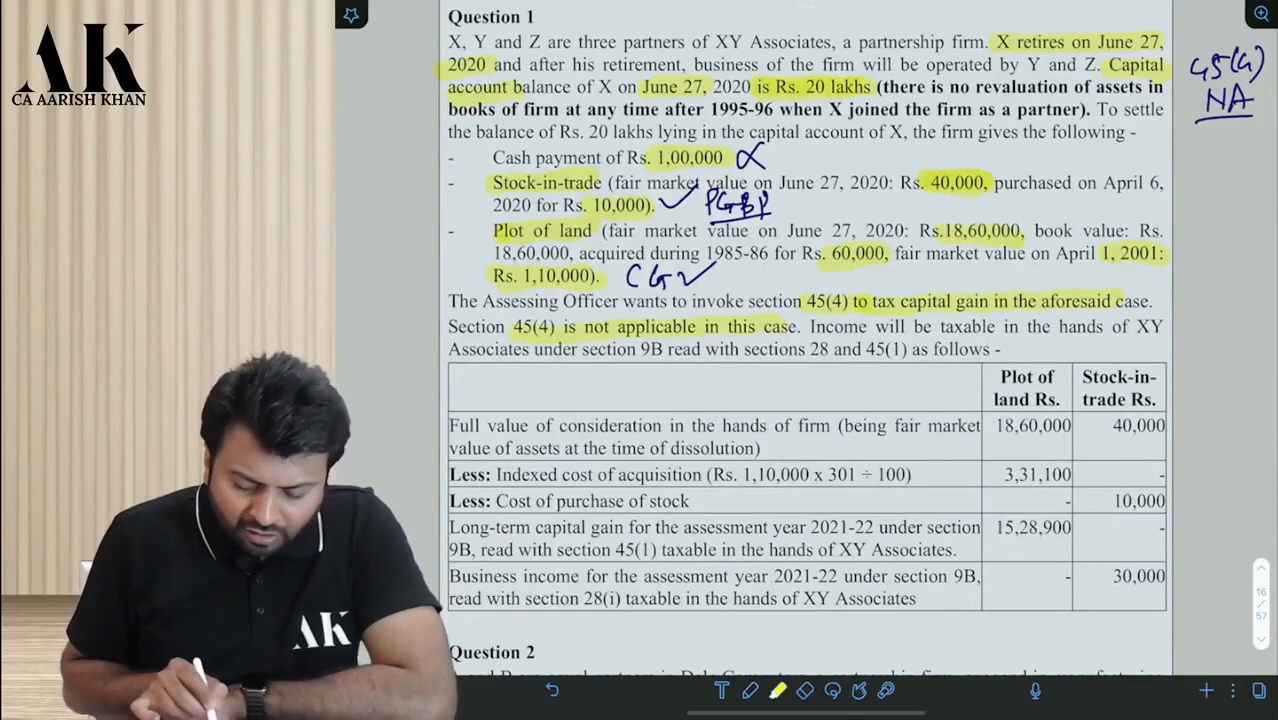 AK
CA AARISH KHAN
Question 1
X, Y and Z are three partners of XY Associates, a partnership firm. X retires on June 27,
2020 and after his retirement, business of the firm will be operated by Y and Z. Capital
account balance of X on June 27, 2020 is Rs. 20 lakhs (there is no revaluation of assets in
books of firm at any time after 1995-96 when X joined the firm as a partner). To settle
the balance of Rs. 20 lakhs lying in the capital account of X, the firm gives the following -
- Cash payment of Rs. 1,00,000
- Stock-in-trade (fair market value on June 27, 2020: Rs. 40,000, purchased on April 6,
2020 for Rs. 10,000). PGBP
- Plot of land (fair market value on June 27, 2020: Rs.18,60,000, book value: Rs.
18,60,000, acquired during 1985-86 for Rs. 60,000, fair market value on April 1, 2001:
Rs. 1,10,000). CG
45(4)
NA
The Assessing Officer wants to invoke section 45(4) to tax capital gain in the aforesaid case.
Section 45(4) is not applicable in this case. Income will be taxable in the hands of XY
Associates under section 9B read with sections 28 and 45(1) as follows -
Plot of land Rs. Stock-in-trade Rs.
Full value of consideration in the hands of firm (being fair market 18,60,000 40,000
value of assets at the time of dissolution)
Less: Indexed cost of acquisition (Rs. 1,10,000 x 301 ÷ 100) 3,31,100 -
Less: Cost of purchase of stock - 10,000
Long-term capital gain for the assessment year 2021-22 under section 15,28,900 -
9B, read with section 45(1) taxable in the hands of XY Associates.
Business income for the assessment year 2021-22 under section 9B, - 30,000
read with section 28(i) taxable in the hands of XY Associates
Question 2
16
/
57
AK